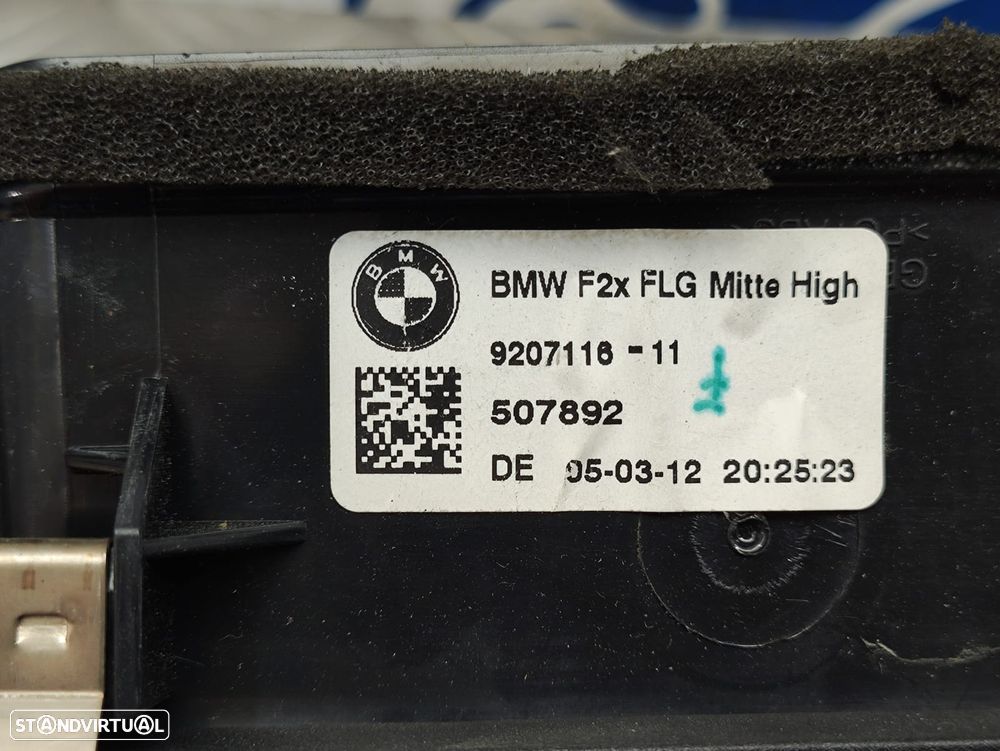 BMW
BMW F2x FLG Mitte High
9207116 - 11
507892
DE 05-03-12 20:25:23
STANDVIRTUAL